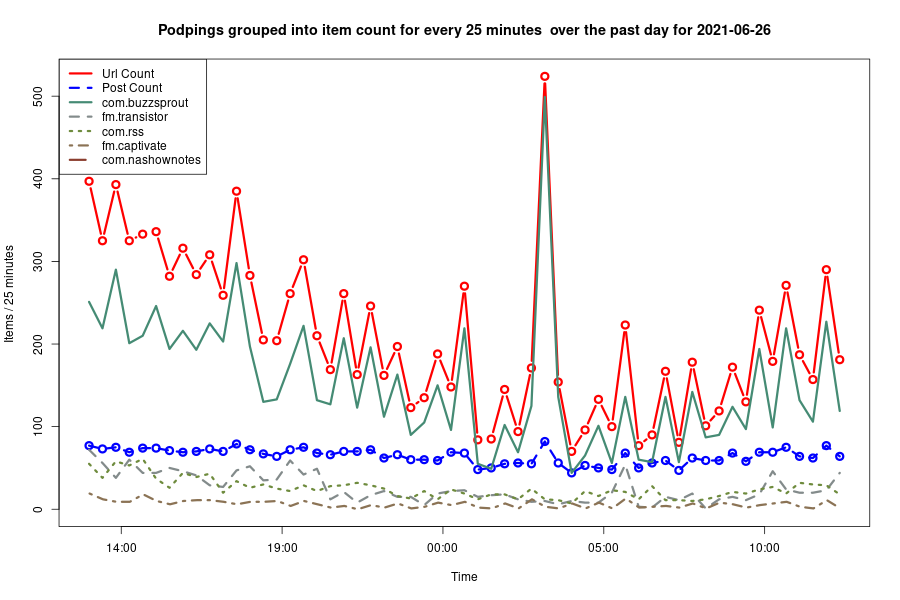 Podpings grouped into item count for every 25 minutes  over the past day for 2021-06-26
Url Count
Post Count
com.buzzsprout
fm.transistor
com.rss
fm.captivate
com.nashownotes
Items / 25 minutes
500
400
300
200
100
0
14:00 19:00 00:00 05:00 10:00
Time